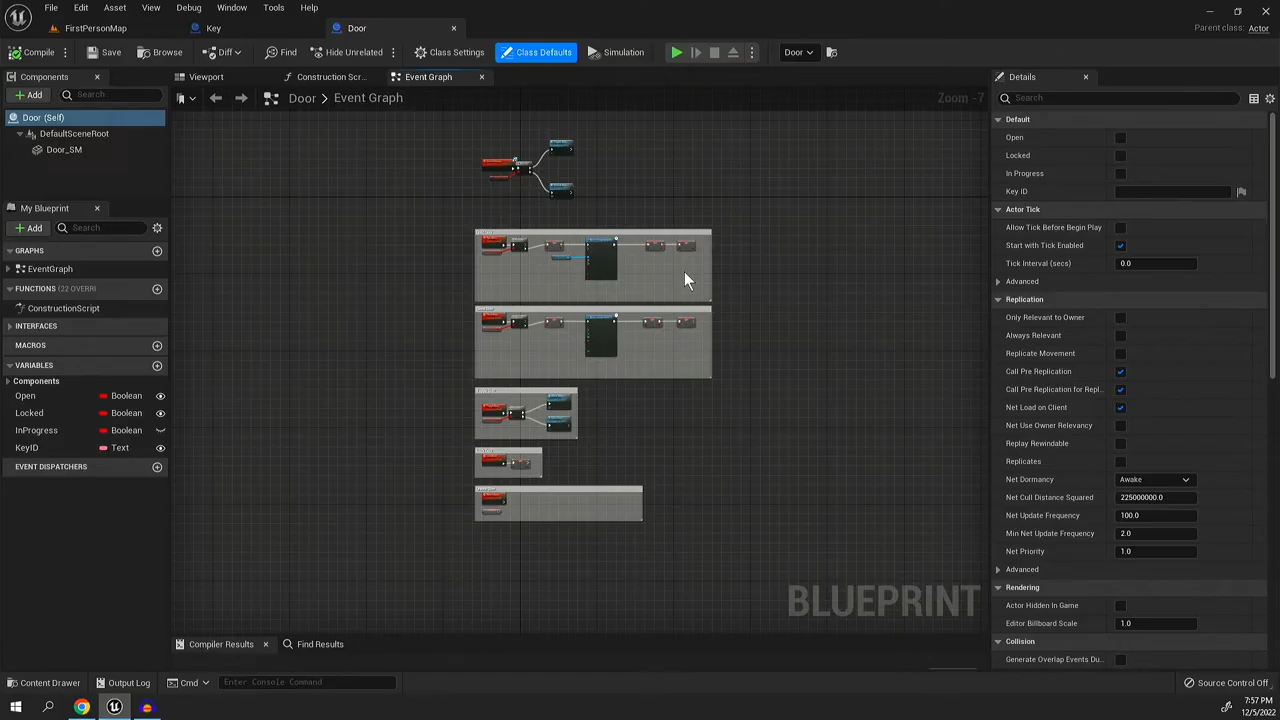 File Edit Asset View Debug Window Tools Help
FirstPersonMap Key Door
Parent class: Actor
Compile Save Browse Diff Find Hide Unrelated Class Settings Class Defaults Simulation Door
Components
Add Search
Door (Self)
DefaultSceneRoot
Door_SM
My Blueprint
Add Search
GRAPHS
EventGraph
FUNCTIONS (22 OVERRI
ConstructionScript
INTERFACES
MACROS
VARIABLES
Components
Open Boolean
Locked Boolean
InProgress Boolean
KeyID Text
EVENT DISPATCHERS
Viewport Construction Scr... Event Graph
Door > Event Graph Zoom -7
BLUEPRINT
Compiler Results Find Results
Details
Search
Default
Open
Locked
In Progress
Key ID
Actor Tick
Allow Tick Before Begin Play
Start with Tick Enabled
Tick Interval (secs) 0.0
Advanced
Replication
Only Relevant to Owner
Always Relevant
Replicate Movement
Call Pre Replication
Call Pre Replication for Repl...
Net Load on Client
Net Use Owner Relevancy
Replay Rewindable
Replicates
Net Dormancy Awake
Net Cull Distance Squared 225000000.0
Net Update Frequency 100.0
Min Net Update Frequency 2.0
Net Priority 1.0
Advanced
Rendering
Actor Hidden In Game
Editor Billboard Scale 1.0
Collision
Generate Overlap Events Du...
Content Drawer Output Log Cmd Enter Console Command Source Control Off
7:57 PM
12/5/2022